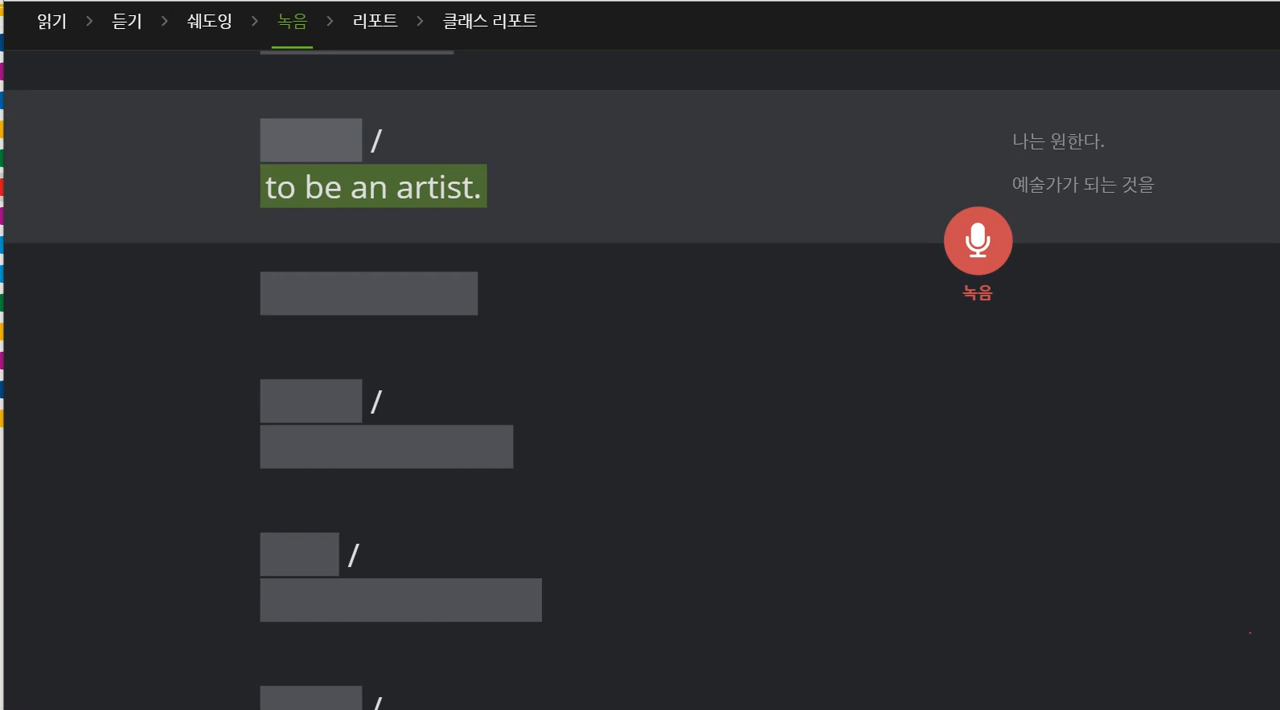 읽기 > 듣기 > 쉐도잉 > 녹음 > 리포트 > 클래스 리포트
/ 나는 원한다.
to be an artist. 예술가가 되는 것을
녹음
/
/
/